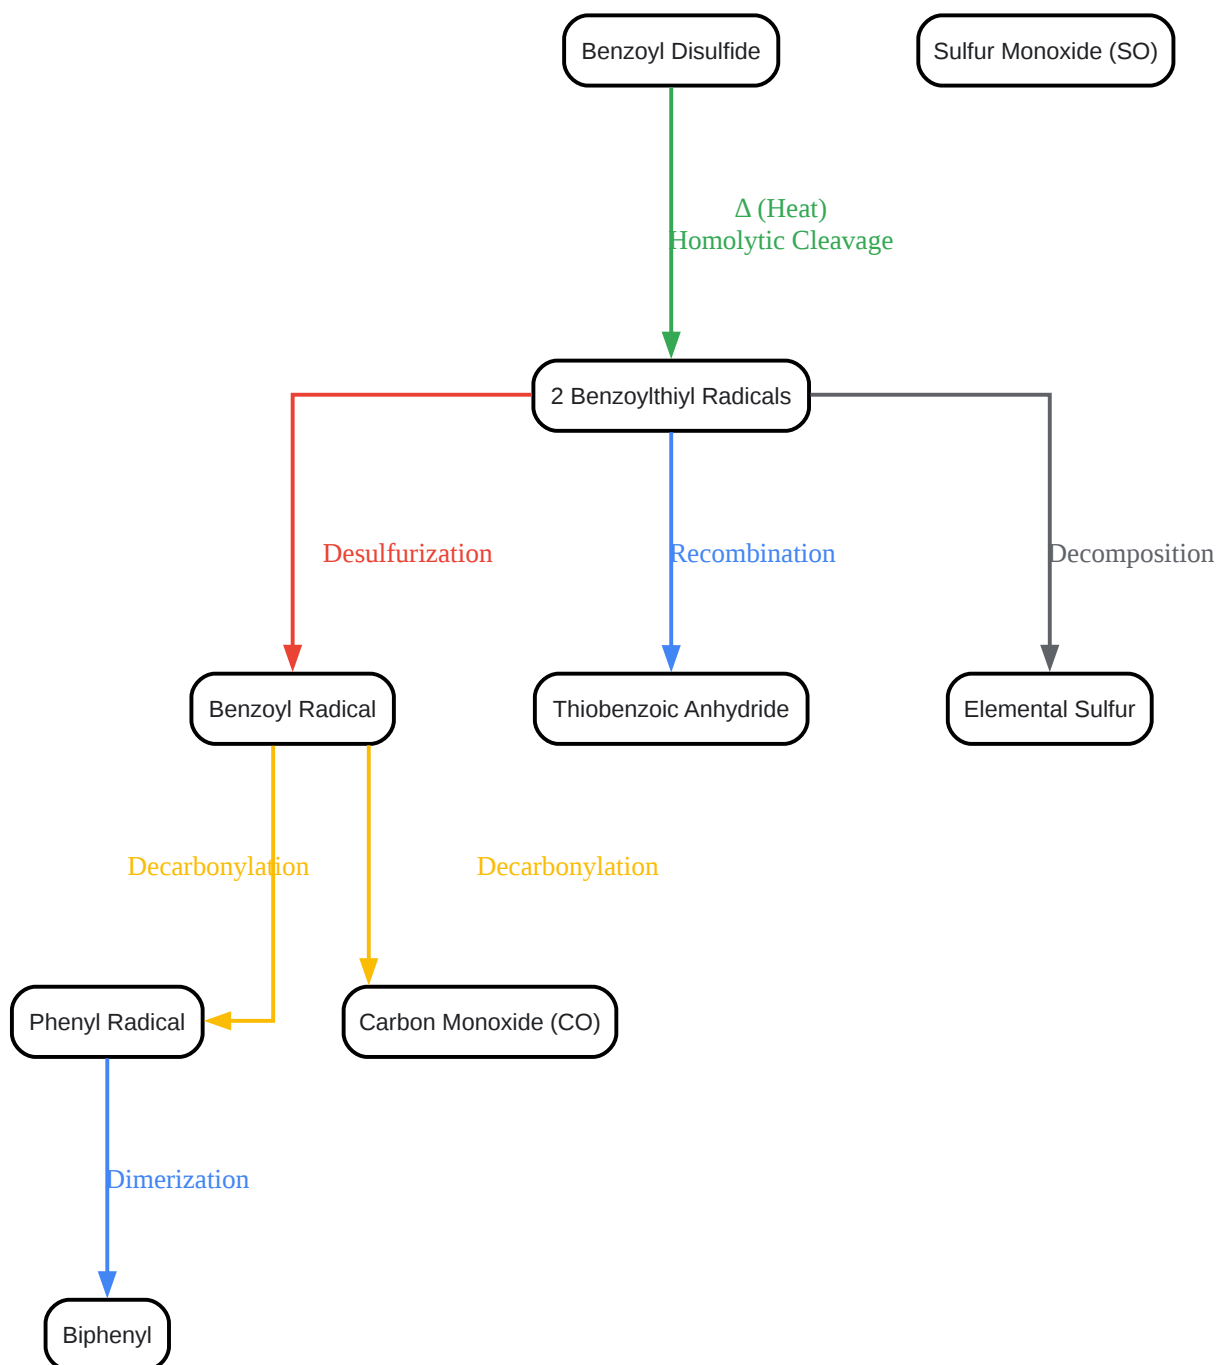 Benzoyl Disulfide
Sulfur Monoxide (SO)
Δ (Heat)
Homolytic Cleavage
2 Benzoylthiyl Radicals
Desulfurization
Recombination
Decomposition
Benzoyl Radical
Thiobenzoic Anhydride
Elemental Sulfur
Decarbonylation
Decarbonylation
Phenyl Radical
Carbon Monoxide (CO)
Dimerization
Biphenyl